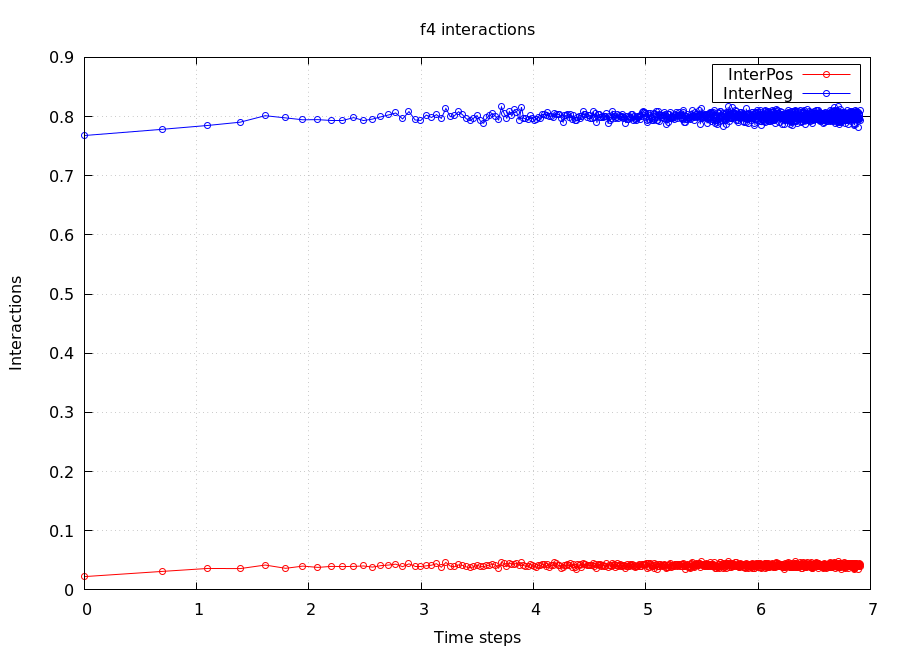 f4 interactions
0.9
0.8
0.7
0.6
0.5
0.4
0.3
0.2
0.1
0
Interactions
InterPos
InterNeg
0 1 2 3 4 5 6 7
Time steps